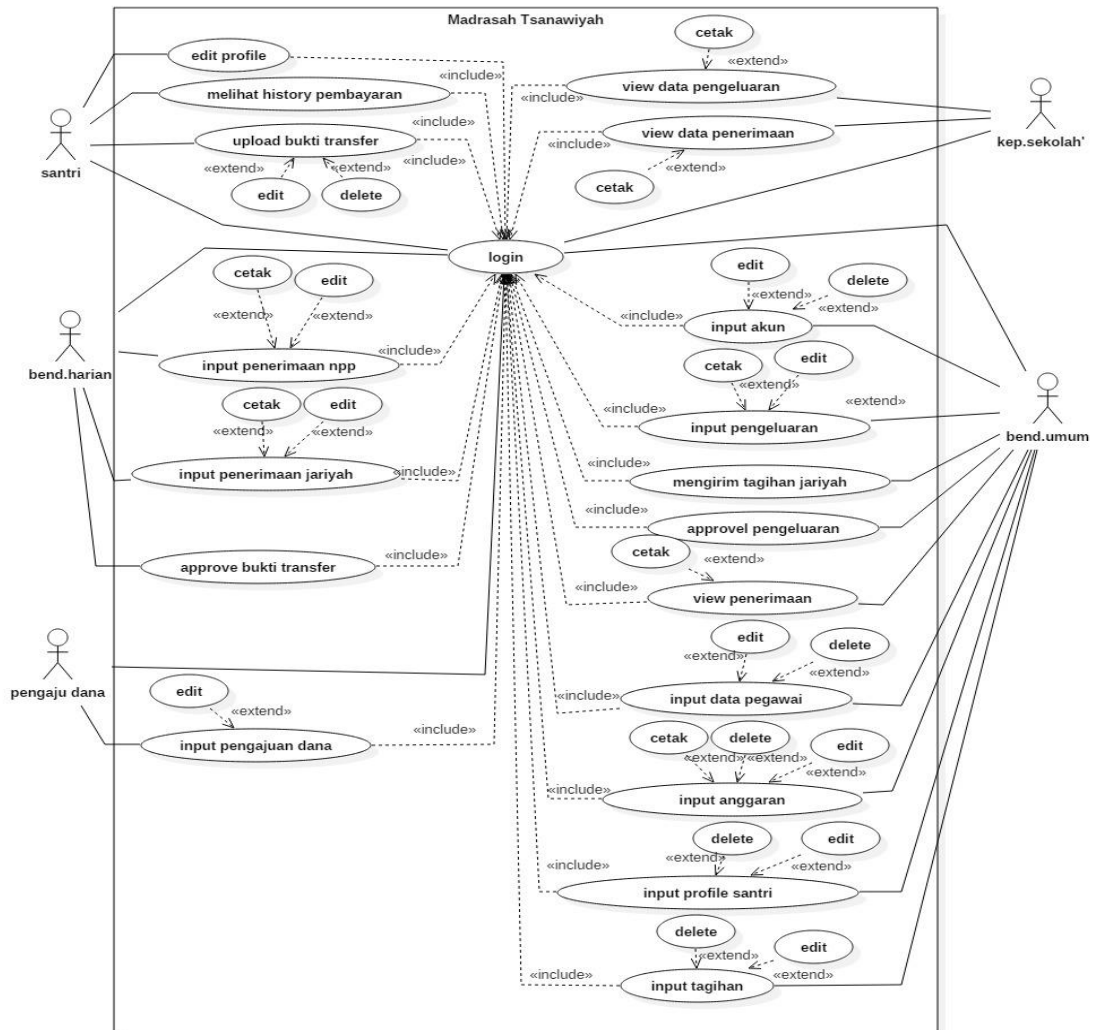 Madrasah Tsanawiyah
cetak
edit profile
«extend»
«include»
view data pengeluaran
melihat history pembayaran
«include»
«include»
view data penerimaan
kep.sekolah'
upload bukti transfer
«include»
«include»
santri
«extend»
«extend»
«extend»
edit
delete
cetak
login
cetak
edit
edit
delete
«extend»
«extend»
«extend»
«extend»
input akun
«include»
«include»
input penerimaan npp
bend.harian
cetak
edit
«extend»
«extend»
cetak
edit
«extend»
«extend»
input pengeluaran
«include»
bend.umum
input penerimaan jariyah
«include»
«include»
mengirim tagihan jariyah
«include»
approvel pengeluaran
cetak
«extend»
approve bukti transfer
«include»
«include»
view penerimaan
edit
delete
«extend»
«extend»
pengaju dana
edit
«extend»
«include»
input data pegawai
input pengajuan dana
«include»
cetak
delete
edit
«extend»
«extend»
«extend»
«include»
input anggaran
delete
edit
«extend»
«extend»
«include»
input profile santri
delete
edit
«extend»
«extend»
«include»
input tagihan